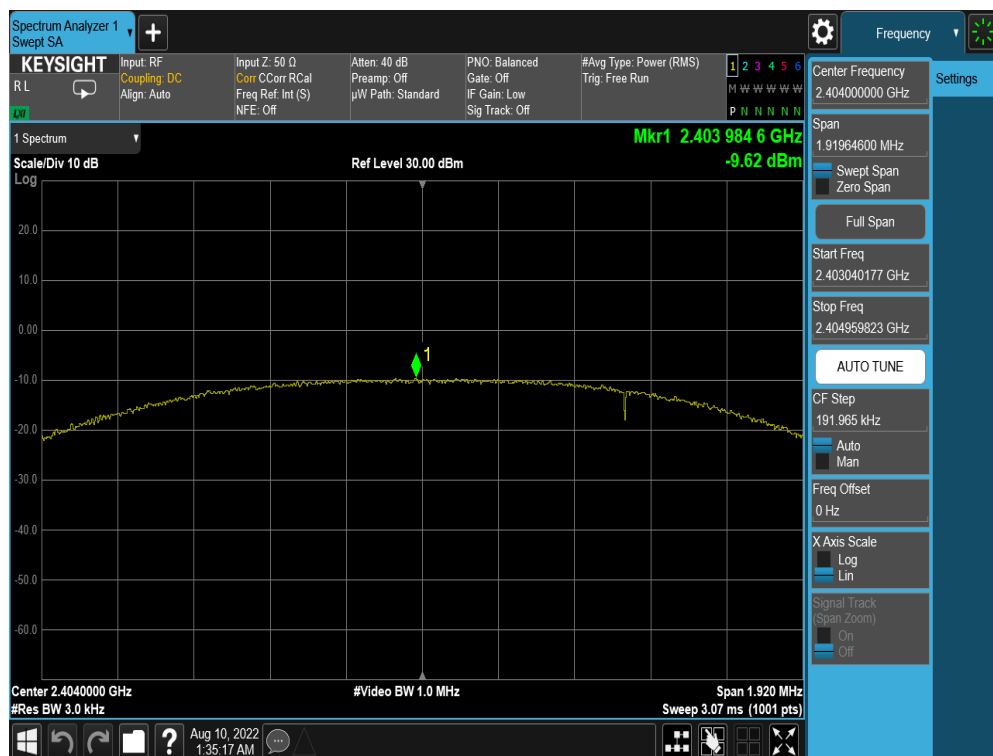 Spectrum Analyzer 1
Swept SA
Frequency
KEYSIGHT
R L
LXI
Input: RF
Coupling: DC
Align: Auto
Input Z: 50 Ω
Corr CCorr RCal
Freq Ref: Int (S)
NFE: Off
Atten: 40 dB
Preamp: Off
µW Path: Standard
PNO: Balanced
Gate: Off
IF Gain: Low
Sig Track: Off
#Avg Type: Power (RMS)
Trig: Free Run
1 2 3 4 5 6
M W W W W W
P N N N N N
1 Spectrum
Mkr1 2.403 984 6 GHz
Scale/Div 10 dB
Ref Level 30.00 dBm
-9.62 dBm
Log
20.0
10.0
0.00
-10.0
-20.0
-30.0
-40.0
-50.0
-60.0
1
Center 2.4040000 GHz
#Video BW 1.0 MHz
Span 1.920 MHz
#Res BW 3.0 kHz
Sweep 3.07 ms (1001 pts)
Center Frequency
2.404000000 GHz
Settings
Span
1.91964600 MHz
Swept Span
Zero Span
Full Span
Start Freq
2.403040177 GHz
Stop Freq
2.404959823 GHz
AUTO TUNE
CF Step
191.965 kHz
Auto
Man
Freq Offset
0 Hz
X Axis Scale
Log
Lin
Signal Track
(Span Zoom)
On
Off
?
Aug 10, 2022
1:35:17 AM